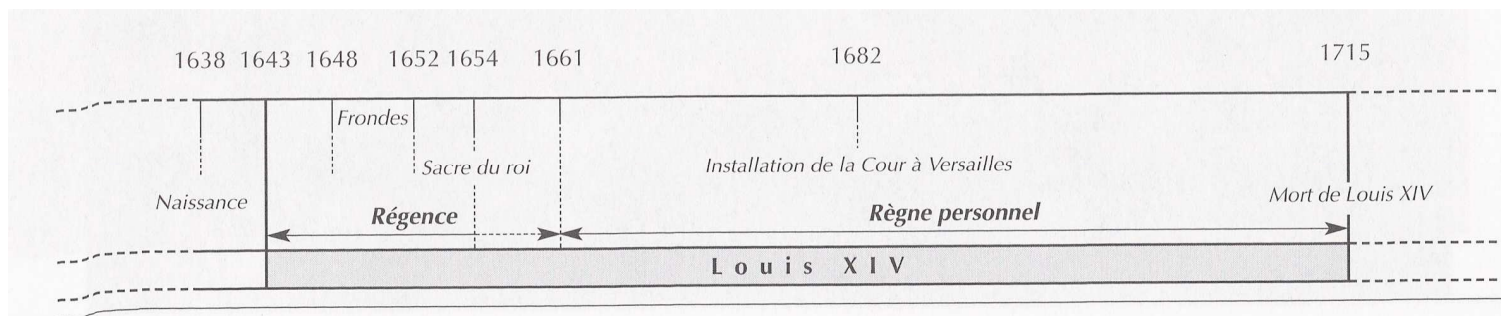 1638 1643 1648 1652 1654 1661 1682 1715
Frondes
Sacre du roi
Installation de la Cour à Versailles
Naissance
Mort de Louis XIV
Régence
Règne personnel
Louis XIV